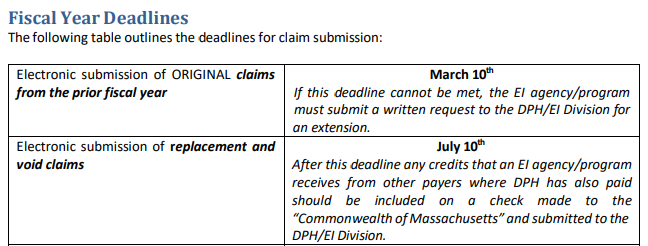 Fiscal Year Deadlines
The following table outlines the deadlines for claim submission:
Electronic submission of ORIGINAL claims
from the prior fiscal year
March 10th
If this deadline cannot be met, the EI agency/program
must submit a written request to the DPH/EI Division for
an extension.
Electronic submission of replacement and
void claims
July 10th
After this deadline any credits that an EI agency/program
receives from other payers where DPH has also paid
should be included on a check made to the
“Commonwealth of Massachusetts” and submitted to the
DPH/EI Division.